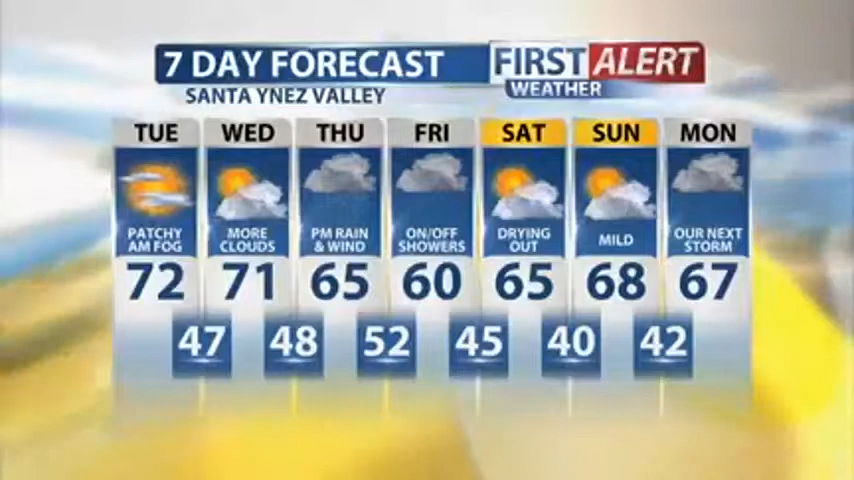 7 DAY FORECAST
FIRST ALERT
WEATHER
SANTA YNEZ VALLEY
TUE WED THU FRI SAT SUN MON
PATCHY AM FOG
MORE CLOUDS
PM RAIN & WIND
ON/OFF SHOWERS
DRYING OUT
MILD
OUR NEXT STORM
72 71 65 60 65 68 67
47 48 52 45 40 42